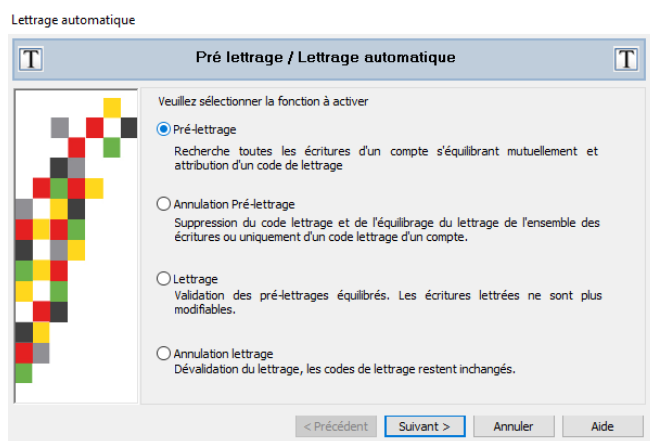 Lettrage automatique
T
Pré lettrage / Lettrage automatique
T
Veuillez sélectionner la fonction à activer
Pré-lettrage
Recherche toutes les écritures d'un compte s'équilibrant mutuellement et
attribution d'un code de lettrage
Annulation Pré-lettrage
Suppression du code lettrage et de l'équilibrage du lettrage de l'ensemble des
écritures ou uniquement d'un code lettrage d'un compte.
Lettrage
Validation des pré-lettrages équilibrés. Les écritures lettrées ne sont plus
modifiables.
Annulation lettrage
Dévalidation du lettrage, les codes de lettrage restent inchangés.
< Précédent
Suivant >
Annuler
Aide